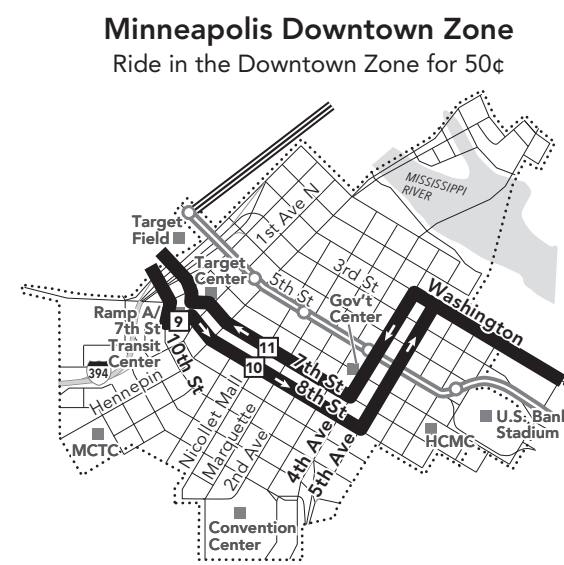 Minneapolis Downtown Zone
Ride in the Downtown Zone for 50¢
MISSISSIPPI
RIVER
Target
Field
1st Ave N
Target
Center
3rd St
5th St
Gov't
Center
Washington
Ramp A/
7th St
Transit
Center
9
10th St
11
10
7th St
8th St
394
Hennepin
Nicollet Mall
Marquette
2nd Ave
4th Ave
5th Ave
MCTC
HCMC
U.S. Bank
Stadium
Convention
Center